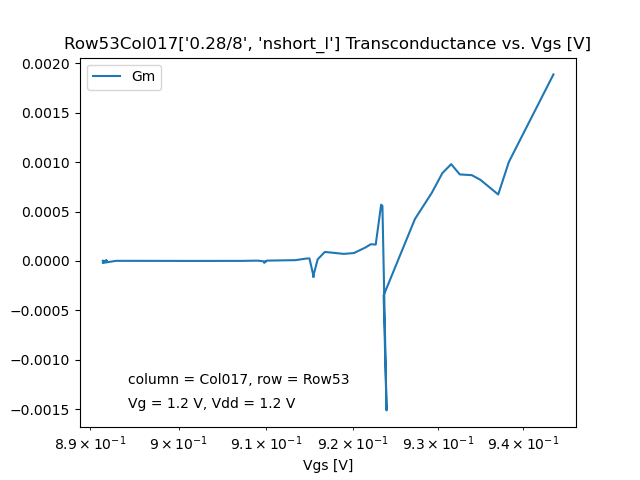 Row53Col017['0.28/8', 'nshort_l'] Transconductance vs. Vgs [V]
Gm
0.0020
0.0015
0.0010
0.0005
0.0000
−0.0005
−0.0010
−0.0015
column = Col017, row = Row53
Vg = 1.2 V, Vdd = 1.2 V
8.9 × 10⁻¹ 9 × 10⁻¹ 9.1 × 10⁻¹ 9.2 × 10⁻¹ 9.3 × 10⁻¹ 9.4 × 10⁻¹
Vgs [V]